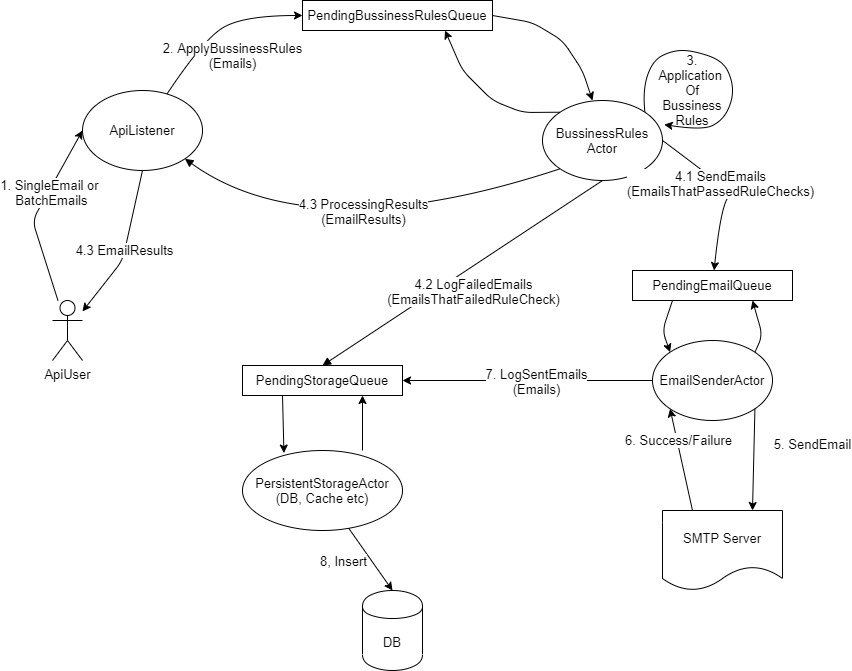 PendingBussinessRulesQueue
2. ApplyBussinessRules
(Emails)
3.
Application
Of
Bussiness
Rules
ApiListener
BussinessRules
Actor
1. SingleEmail or
BatchEmails
4.1 SendEmails
(EmailsThatPassedRuleChecks)
4.3 ProcessingResults
(EmailResults)
4.3 EmailResults
4.2 LogFailedEmails
(EmailsThatFailedRuleCheck)
PendingEmailQueue
ApiUser
PendingStorageQueue
7. LogSentEmails
(Emails)
EmailSenderActor
6. Success/Failure
5. SendEmail
PersistentStorageActor
(DB, Cache etc)
SMTP Server
8, Insert
DB